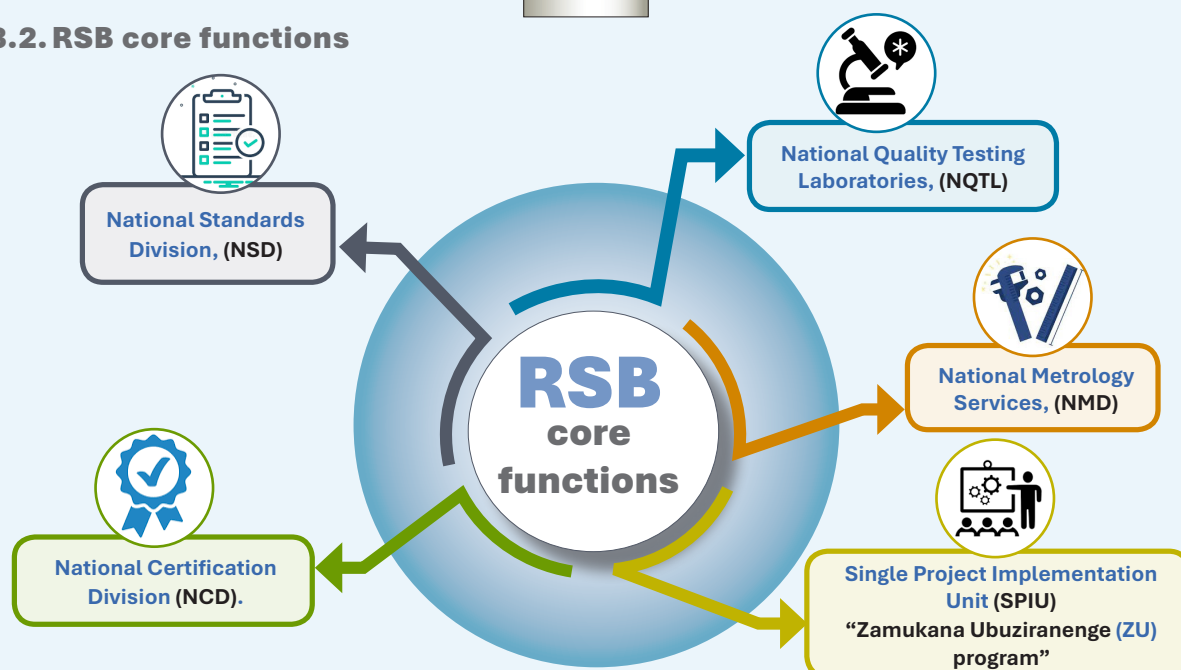 3.2. RSB core functions
National Standards
Division, (NSD)
National Quality Testing
Laboratories, (NQTL)
National Metrology
Services, (NMD)
RSB
core
functions
National Certification
Division (NCD).
Single Project Implementation
Unit (SPIU)
“Zamukana Ubuziranenge (ZU)
program”